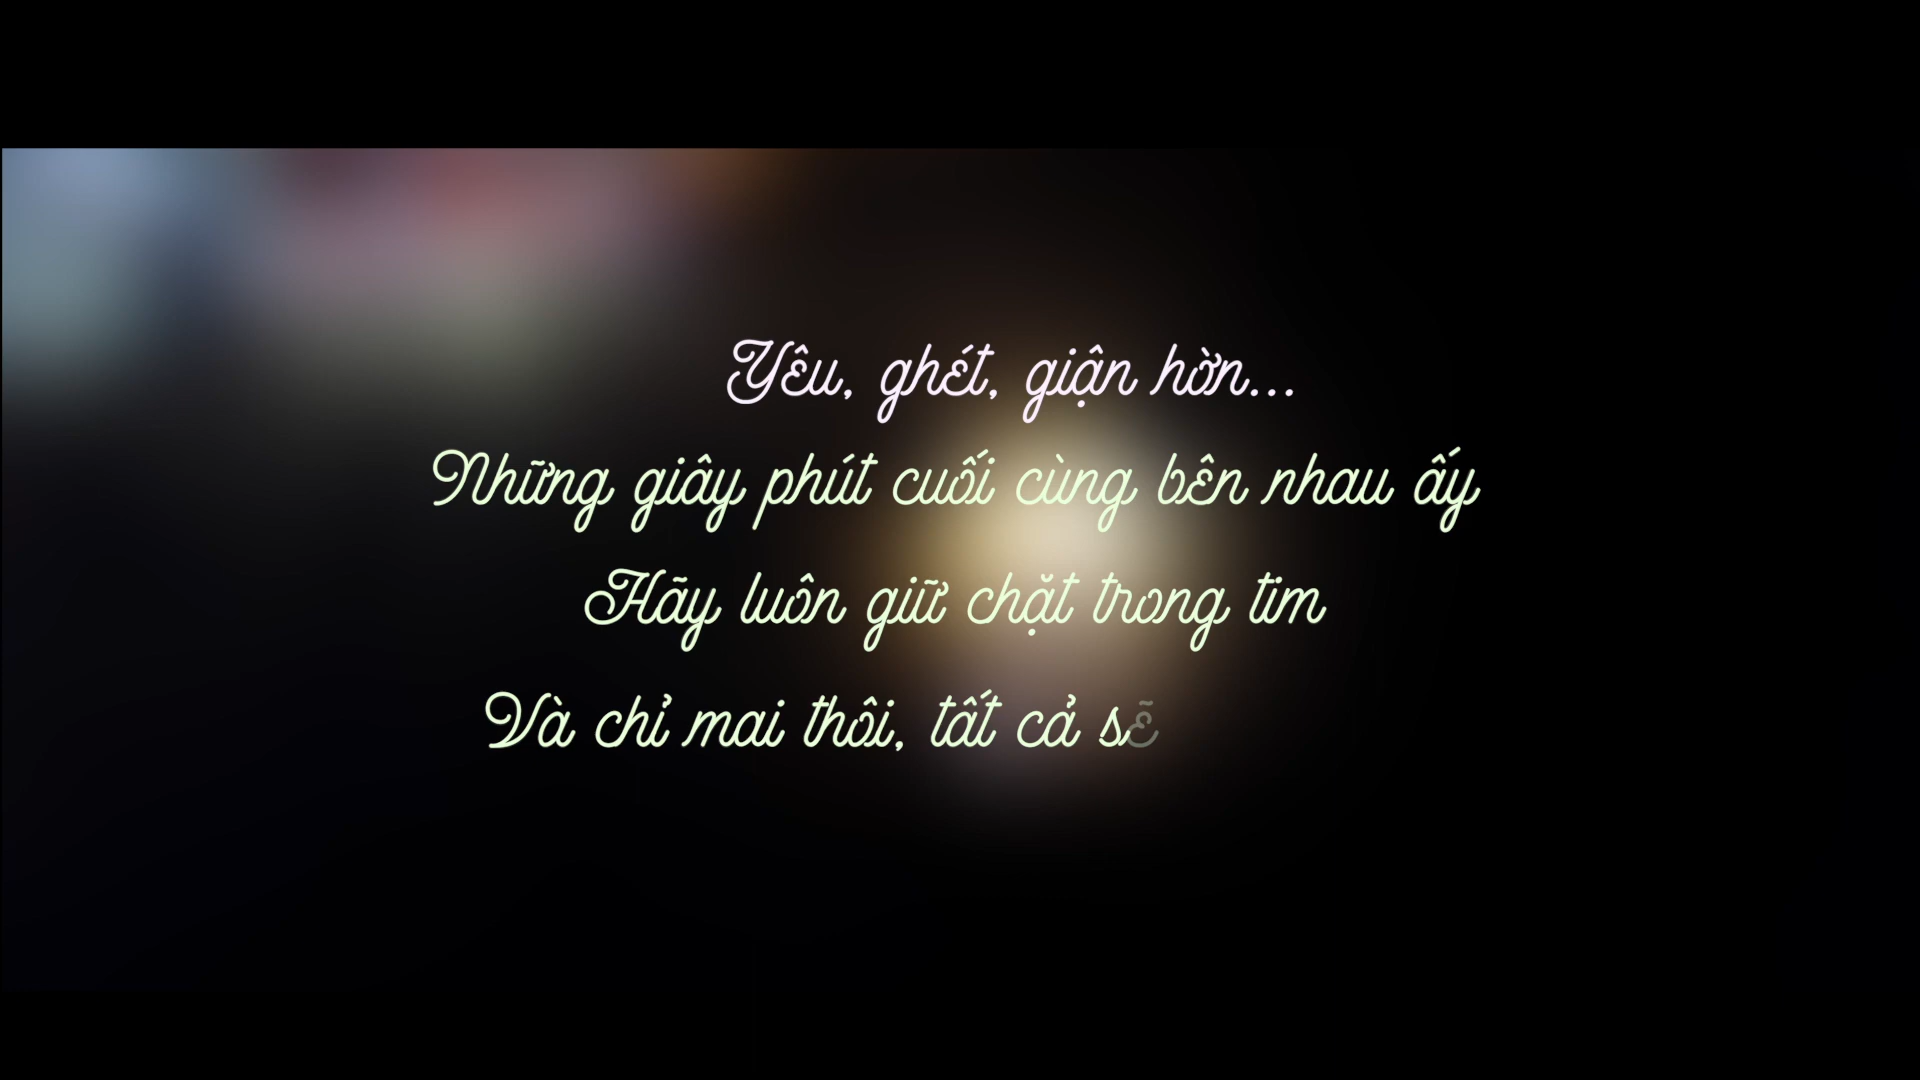 Yêu, ghét, giận hờn...
Những giây phút cuối cùng bên nhau ấy
Hãy luôn giữ chặt trong tim
Và chỉ mai thôi, tất cả sẽ